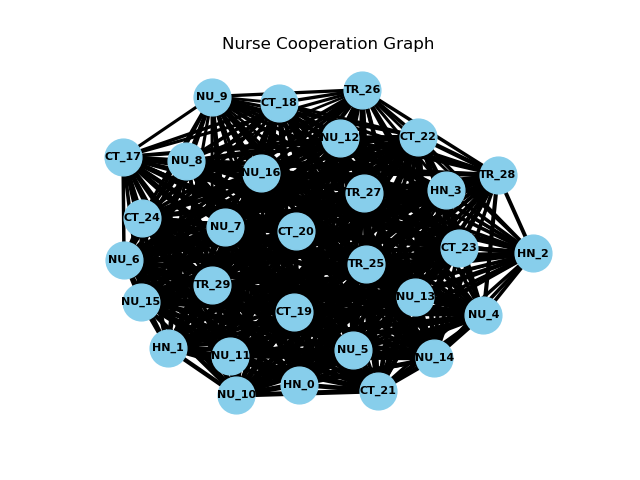 Nurse Cooperation Graph
TR_26
NU_9
CT_18
NU_12
CT_22
CT_17
NU_8
NU_16
TR_28
TR_27
HN_3
CT_24
NU_7
CT_20
CT_23
HN_2
NU_6
TR_25
TR_29
NU_13
NU_15
CT_19
NU_4
HN_1
NU_11
NU_5
NU_14
HN_0
CT_21
NU_10